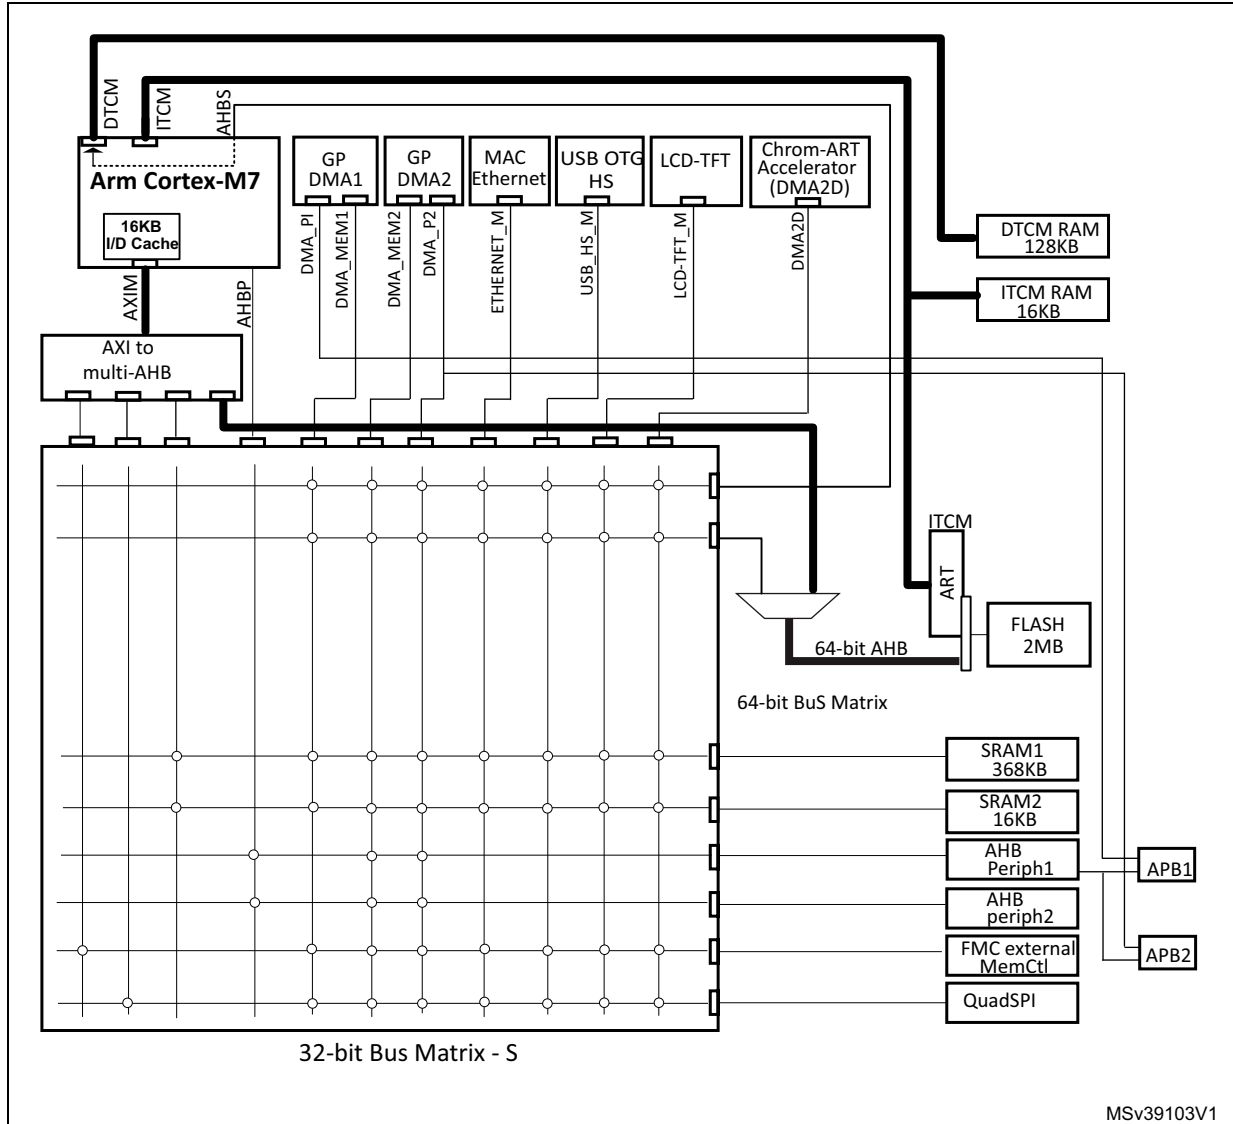 DTCM
ITCM
AHBS
Arm Cortex-M7
16KB
I/D Cache
AXIM
AHBP
GP
DMA1
GP
DMA2
MAC
Ethernet
USB OTG
HS
LCD-TFT
Chrom-ART
Accelerator
(DMA2D)
DMA_PI
DMA_MEM1
DMA_MEM2
DMA_P2
ETHERNET_M
USB_HS_M
LCD-TFT_M
DMA2D
DTCM RAM
128KB
ITCM RAM
16KB
AXI to
multi-AHB
ITCM
ART
FLASH
2MB
64-bit AHB
64-bit BuS Matrix
SRAM1
368KB
SRAM2
16KB
AHB
Periph1
APB1
AHB
periph2
FMC external
MemCtl
APB2
QuadSPI
32-bit Bus Matrix - S
MSv39103V1